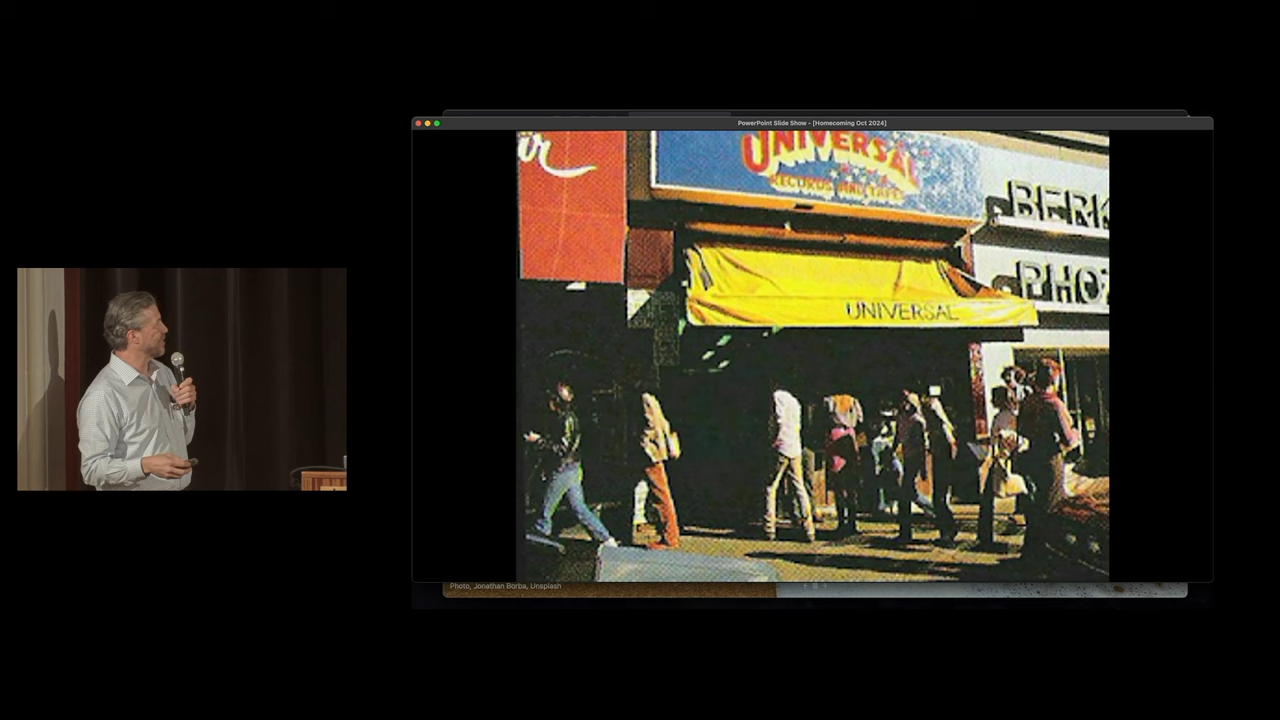 PowerPoint Slide Show - [Homecoming Oct 2024]
UNIVERSAL
RECORDS AND TAPES
BERK
PHOT
UNIVERSAL
Photo, Jonathan Borba, Unsplash